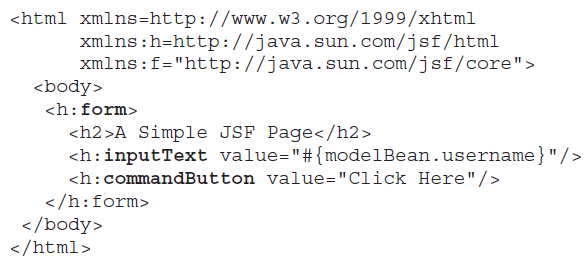 <html xmlns=http://www.w3.org/1999/xhtml
xmlns:h=http://java.sun.com/jsf/html
xmlns:f="http://java.sun.com/jsf/core">
<body>
<h:form>
<h2>A Simple JSF Page</h2>
<h:inputText value="#{modelBean.username}"/>
<h:commandButton value="Click Here"/>
</h:form>
</body>
</html>